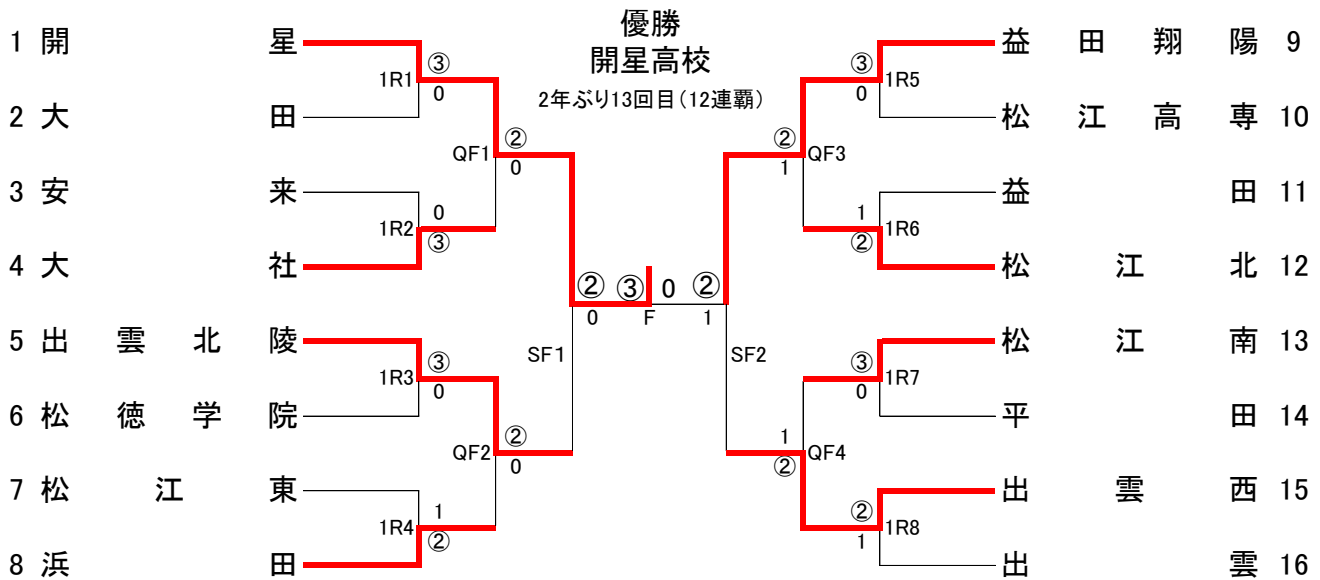 優勝
開星高校
2年ぶり13回目(12連覇)
1 開星
2 大田
3 安来
4 大社
5 出雲北陵
6 松徳学院
7 松江東
8 浜田
1R1
③
0
1R2
0
③
1R3
③
0
1R4
1
②
QF1
②
0
QF2
②
0
SF1
②
0
③ 0
F
②
1
SF2
②
1
QF3
1
②
QF4
③
0
1R5
1
②
1R6
③
0
1R7
②
1
1R8
益田翔陽 9
松江高専 10
益田 11
松江北 12
松江南 13
平田 14
出雲西 15
出雲 16